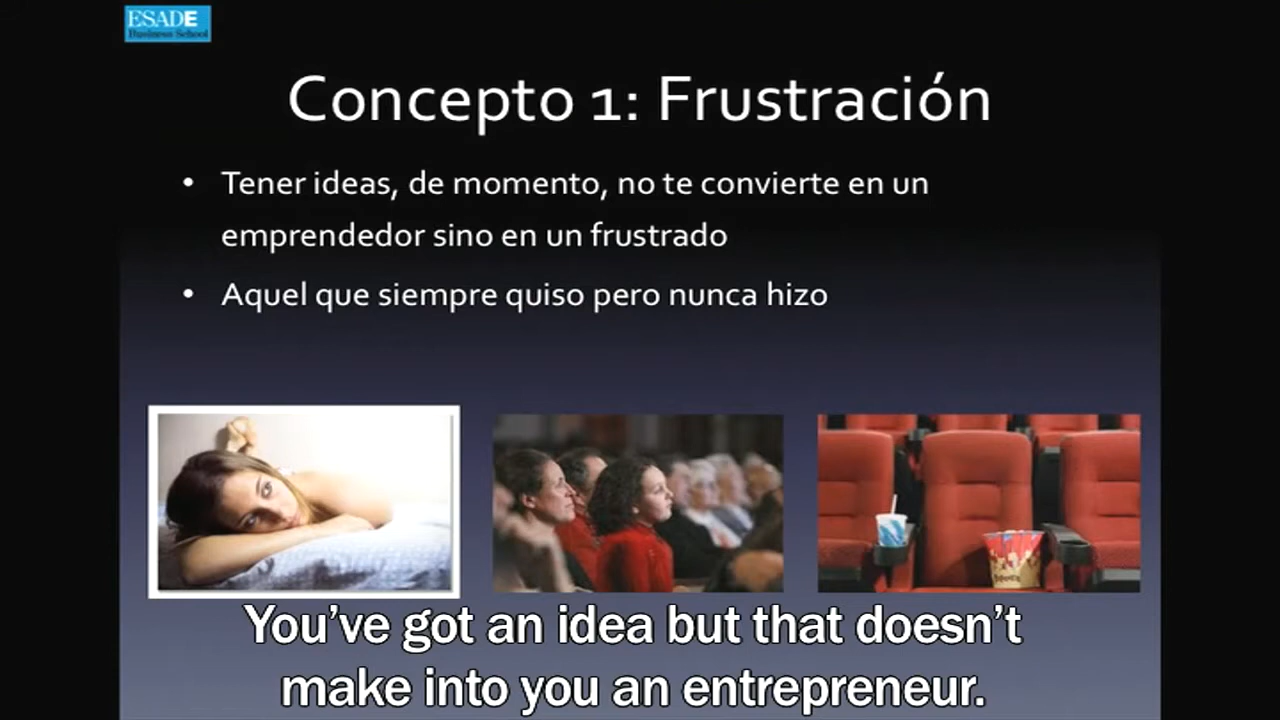 ESADE
Business School
Concepto 1: Frustración
• Tener ideas, de momento, no te convierte en un
emprendedor sino en un frustrado
• Aquel que siempre quiso pero nunca hizo
You've got an idea but that doesn't
make into you an entrepreneur.